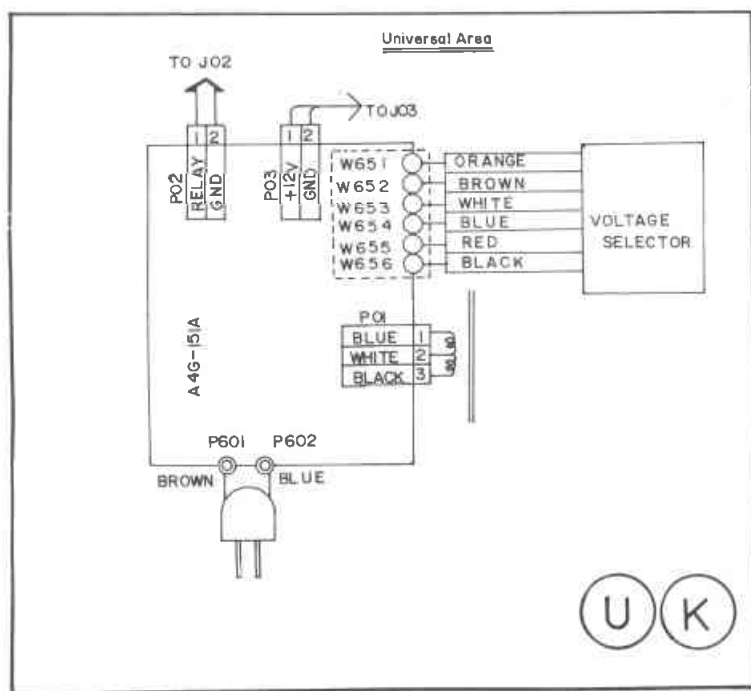 Universal Area
TO J02
TO J03
1 2
1 2
P02
RELAY
GND
P03
+12V
GND
W651
W652
W653
W654
W655
W656
ORANGE
BROWN
WHITE
BLUE
RED
BLACK
VOLTAGE
SELECTOR
A4G-151A
P01
BLUE 1
WHITE 2
BLACK 3
P601 P602
BROWN
BLUE
U K